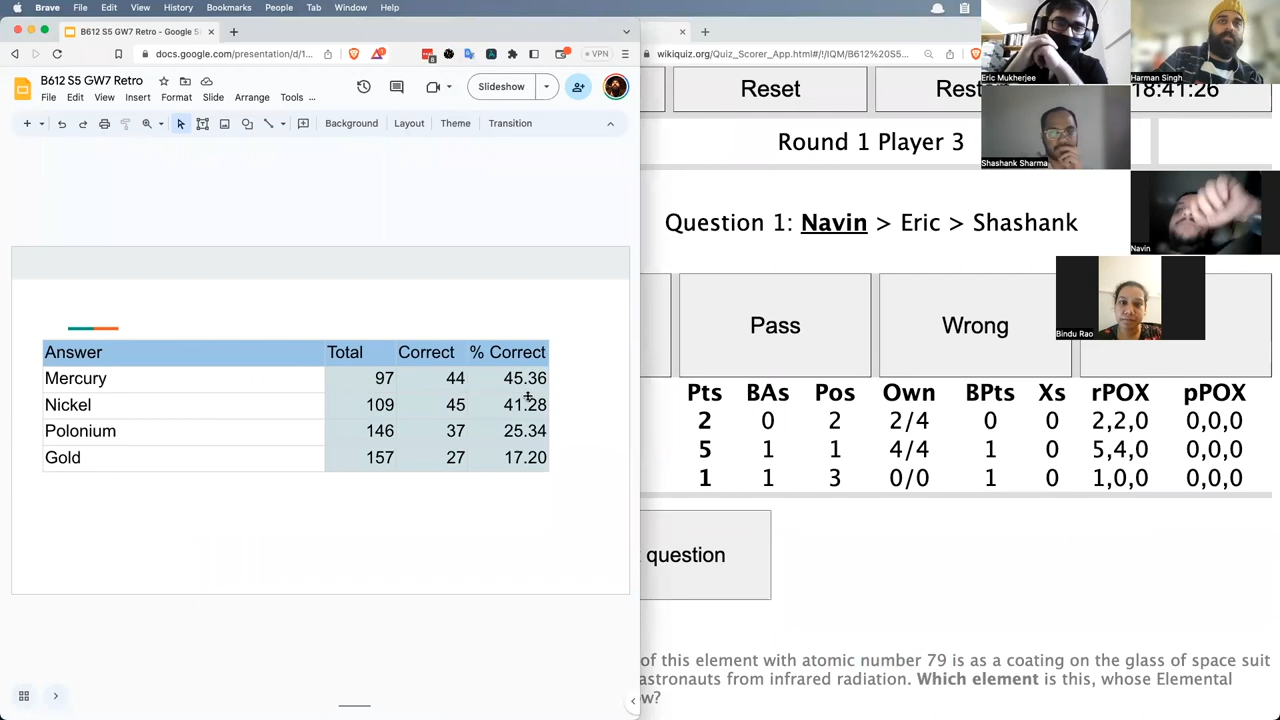 Brave File Edit View History Bookmarks People Tab Window Help
B612 S5 GW7 Retro - Google S
docs.google.com/presentation/d/1...
VPN
B612 S5 GW7 Retro
File Edit View Insert Format Slide Arrange Tools ...
Slideshow
Background Layout Theme Transition
Answer Total Correct % Correct
Mercury 97 44 45.36
Nickel 109 45 41.28
Polonium 146 37 25.34
Gold 157 27 17.20
wikiquiz.org/Quiz_Scorer_App.html#!/IQM/B612%20S5...
Reset
Rest
18:41:26
Round 1 Player 3
Question 1: Navin > Eric > Shashank
Pass
Wrong
Pts BAs Pos Own BPts Xs rPOX pPOX
2 0 2 2/4 0 0 2,2,0 0,0,0
5 1 1 4/4 1 0 5,4,0 0,0,0
1 1 3 0/0 1 0 1,0,0 0,0,0
question
of this element with atomic number 79 is as a coating on the glass of space suit
astronauts from infrared radiation. Which element is this, whose Elemental
w?
Eric Mukherjee
Harman Singh
Shashank Sharma
Navin
Bindu Rao